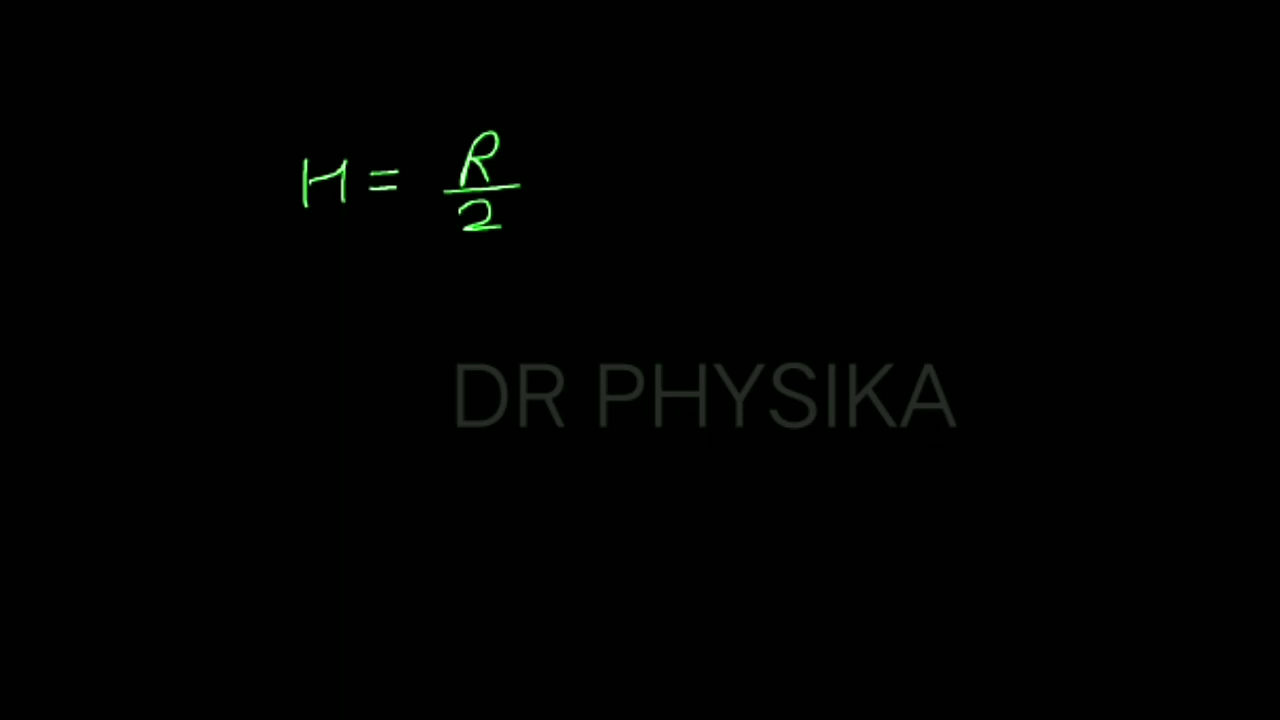 H = R/2
DR PHYSIKA